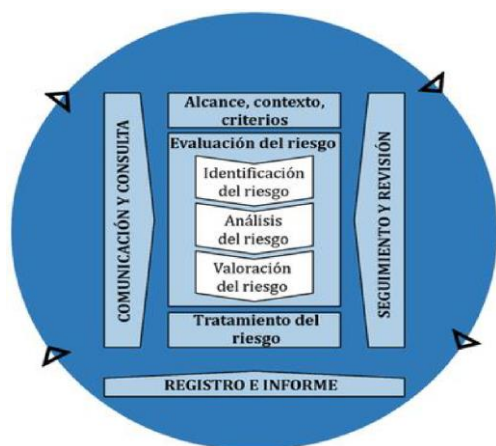 Alcance, contexto,
criterios
Evaluación del riesgo
Identificación
del riesgo
Análisis
del riesgo
Valoración
del riesgo
Tratamiento del
riesgo
COMUNICACIÓN Y CONSULTA
SEGUIMIENTO Y REVISIÓN
REGISTRO E INFORME